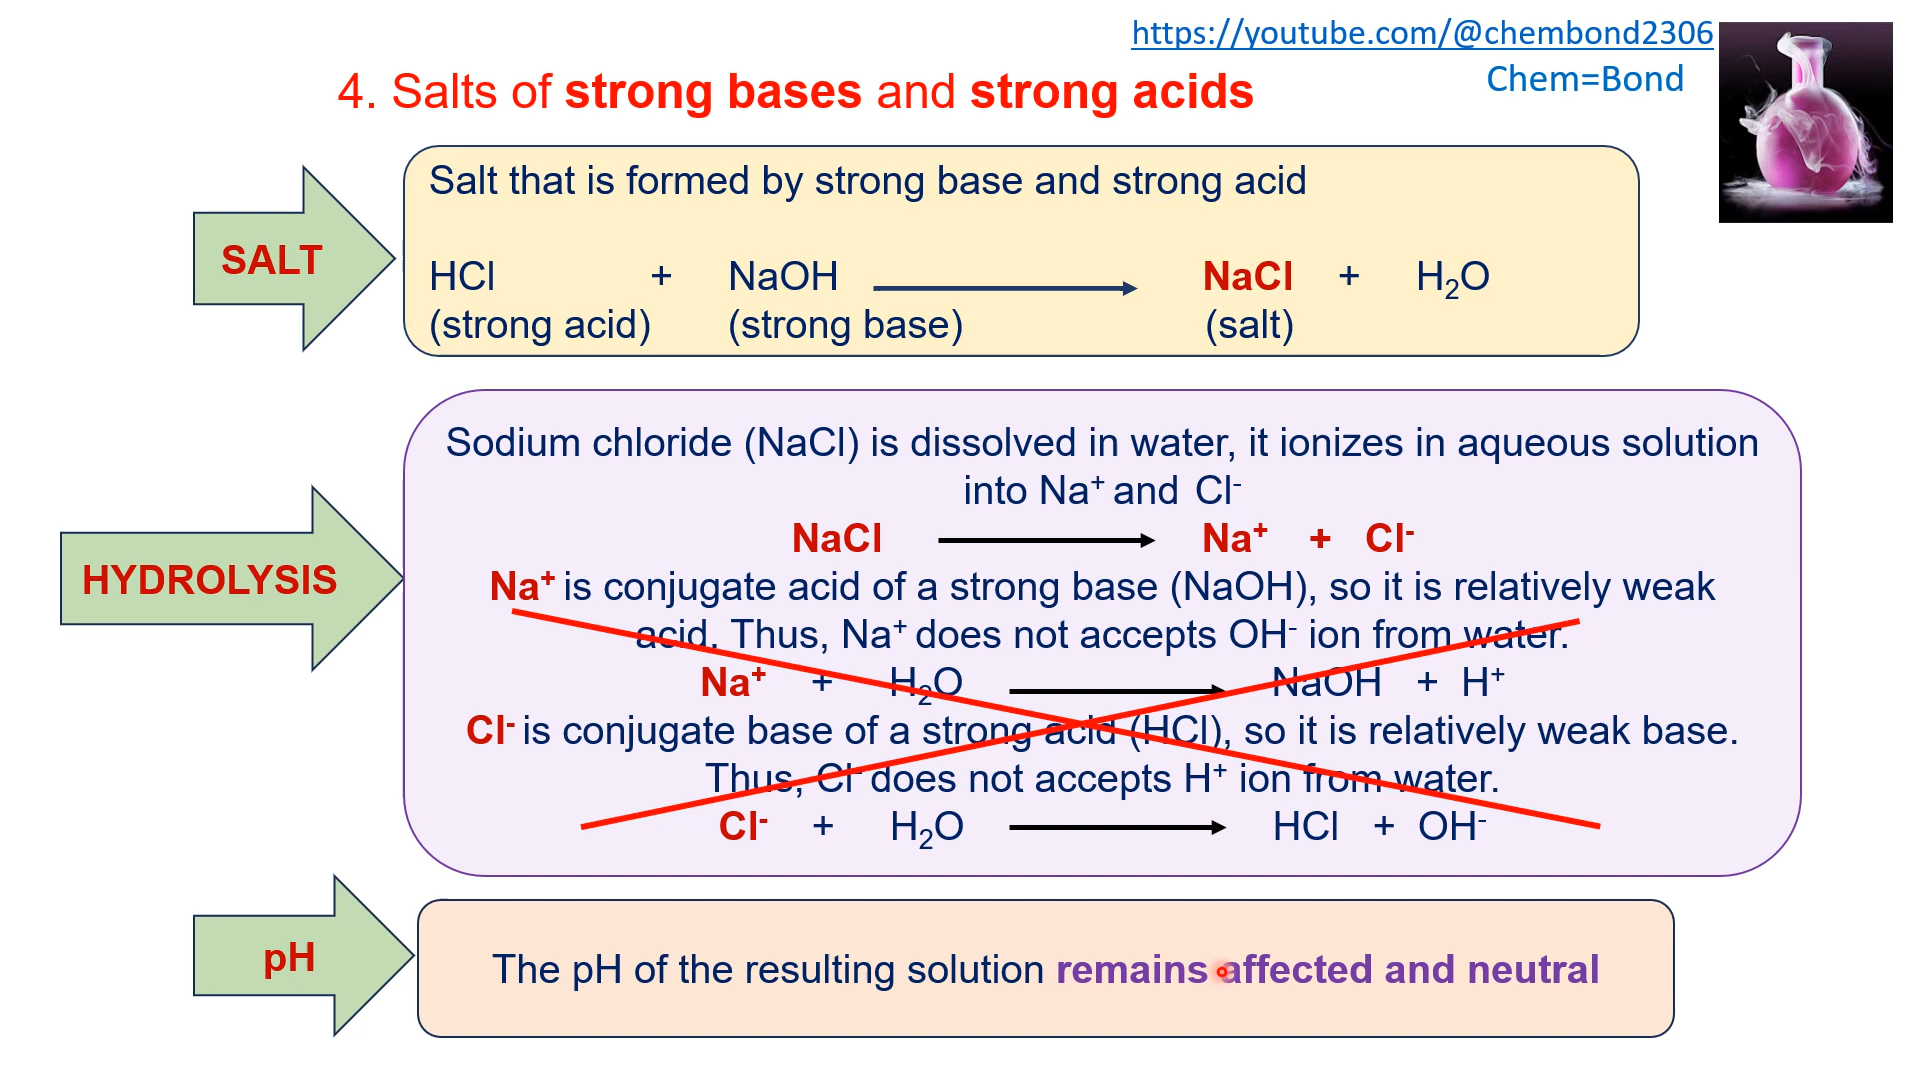 https://youtube.com/@chembond2306
Chem=Bond
4. Salts of strong bases and strong acids
SALT
Salt that is formed by strong base and strong acid
HCl + NaOH NaCl + H₂O
(strong acid) (strong base) (salt)
HYDROLYSIS
Sodium chloride (NaCl) is dissolved in water, it ionizes in aqueous solution
into Na⁺ and Cl⁻
NaCl Na⁺ + Cl⁻
Na⁺ is conjugate acid of a strong base (NaOH), so it is relatively weak
acid. Thus, Na⁺ does not accepts OH⁻ ion from water.
Na⁺ + H₂O NaOH + H⁺
Cl⁻ is conjugate base of a strong acid (HCl), so it is relatively weak base.
Thus, Cl⁻ does not accepts H⁺ ion from water.
Cl⁻ + H₂O HCl + OH⁻
pH
The pH of the resulting solution remains affected and neutral